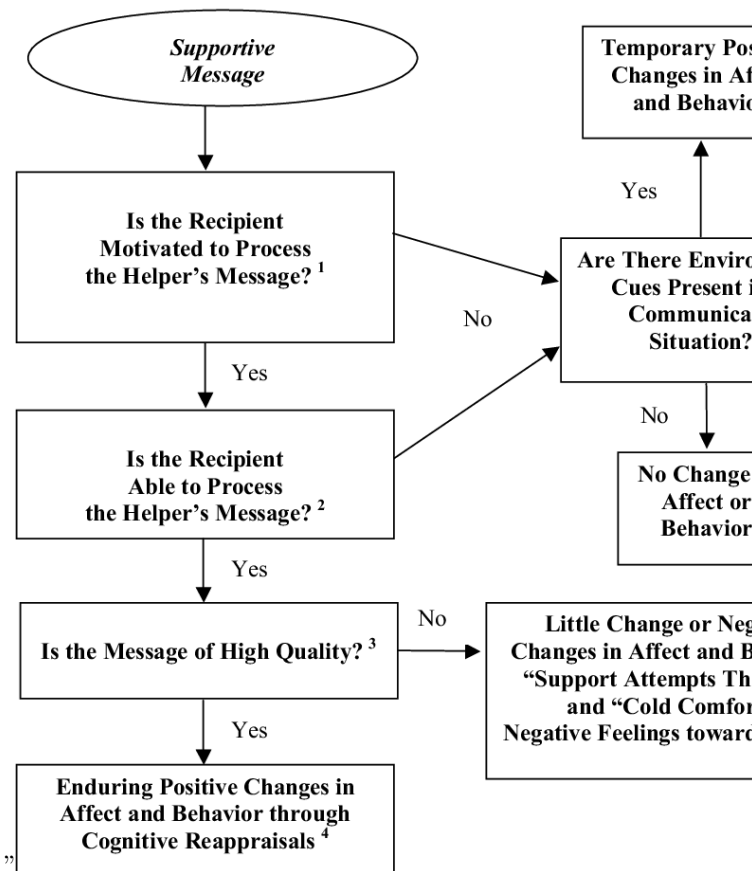 Supportive
Message
Temporary Pos
Changes in Af
and Behavio
Yes
Is the Recipient
Motivated to Process
the Helper’s Message? 1
Are There Enviro
Cues Present i
Communica
Situation?
No
Yes
No
Is the Recipient
Able to Process
the Helper’s Message? 2
No Change
Affect or
Behavior
Yes
Is the Message of High Quality? 3
No
Little Change or Neg
Changes in Affect and B
“Support Attempts Th
and “Cold Comfor
Negative Feelings toward
Yes
Enduring Positive Changes in
Affect and Behavior through
Cognitive Reappraisals 4
”